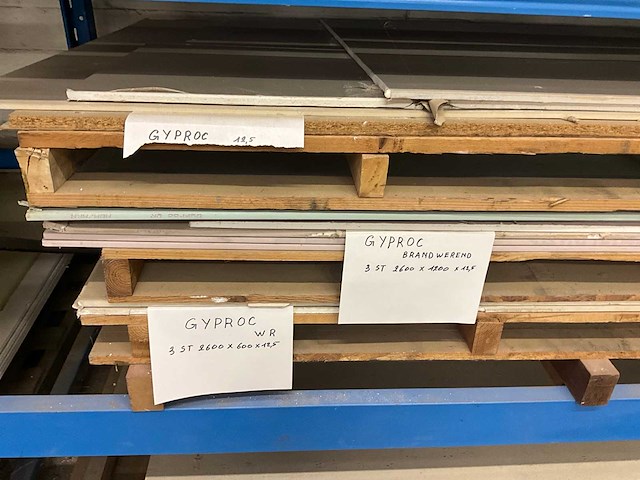 GYPROC 12,5
GYPROC
BRANDWEREND
3 ST 2600 x 1200 x 12,5
GYPROC
WR
3 ST 2600 x 600 x 12,5